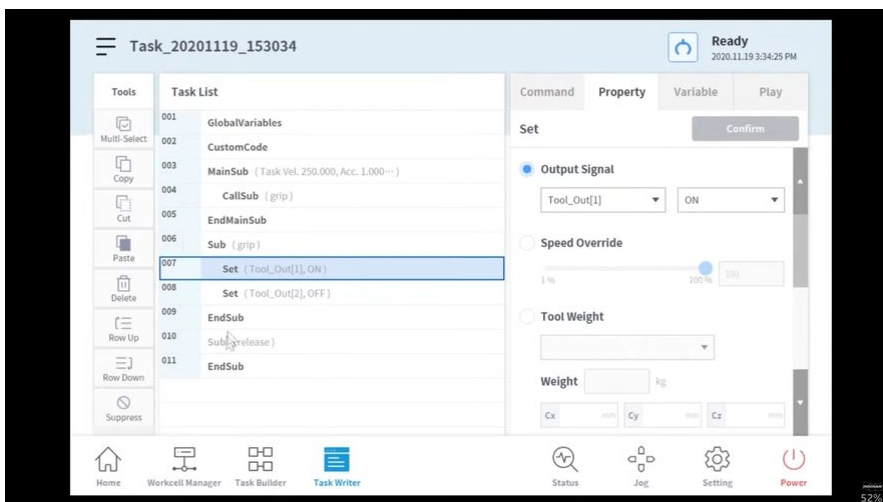 Task_20201119_153034
Ready
2020.11.19 3:34:25 PM
Tools
Multi-Select
Copy
Cut
Paste
Delete
Row Up
Row Down
Suppress
Task List
001 GlobalVariables
002 CustomCode
003 MainSub ( Task Vel. 250.000, Acc. 1.000··· )
004 CallSub ( grip )
005 EndMainSub
006 Sub ( grip )
007 Set ( Tool_Out[1], ON )
008 Set ( Tool_Out[2], OFF )
009 EndSub
010 Sub release )
011 EndSub
Command Property Variable Play
Set Confirm
Output Signal
Tool_Out[1] ON
Speed Override
1 % 100 % 100
Tool Weight
Weight kg
Cx mm Cy mm Cz mm
Home Workcell Manager Task Builder Task Writer Status Jog Setting Power
52%